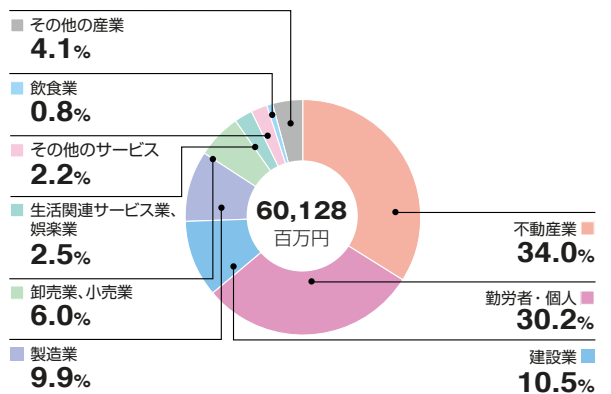 その他の産業
4.1%
飲食業
0.8%
その他のサービス
2.2%
生活関連サービス業、
娯楽業
2.5%
卸売業、小売業
6.0%
製造業
9.9%
60,128
百万円
不動産業
34.0%
勤労者・個人
30.2%
建設業
10.5%